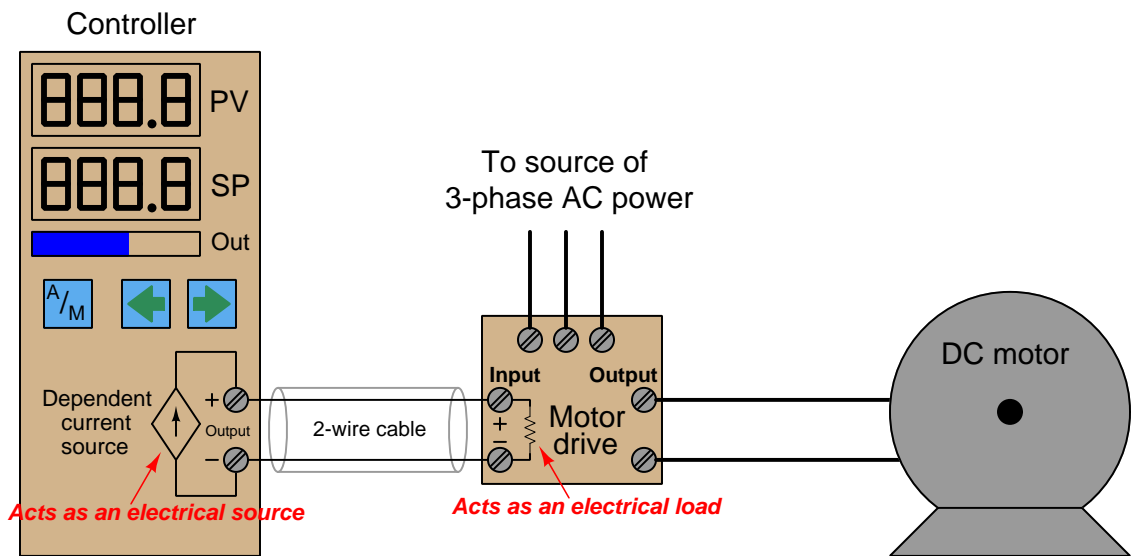 Controller
888.8 PV
888.8 SP
Out
A/M
Dependent
current
source
+
Output
−
Acts as an electrical source
2-wire cable
To source of
3-phase AC power
Input
Output
+
−
Motor
drive
Acts as an electrical load
DC motor